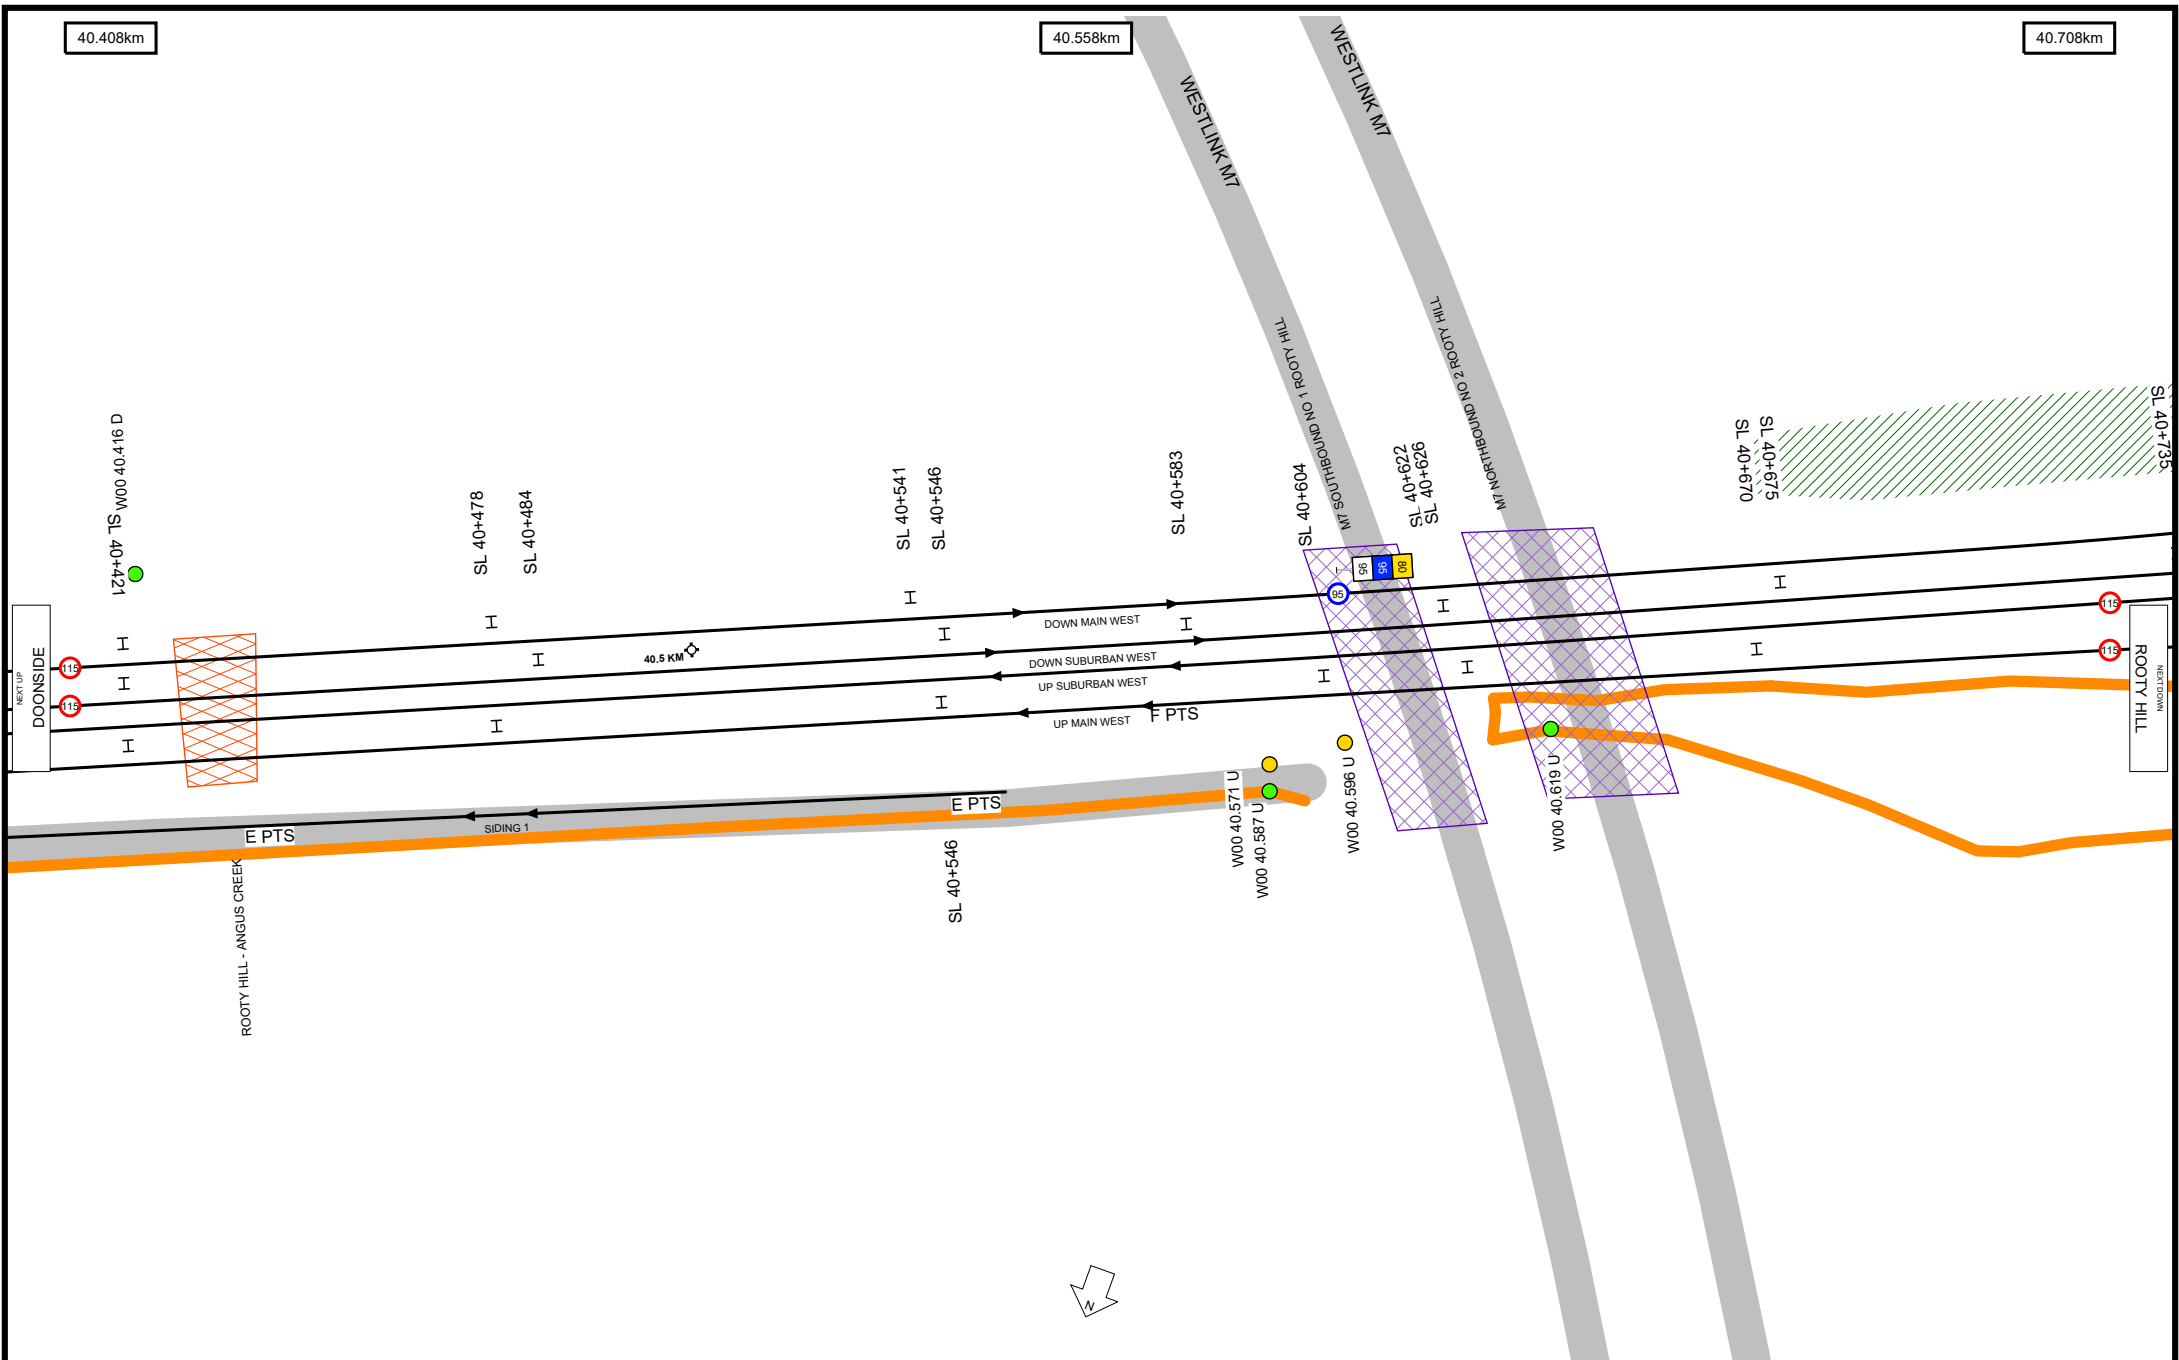 40.408km
40.558km
40.708km
WESTLINK M7
WESTLINK M7
M7 SOUTHBOUND NO 1 ROOTY HILL
M7 NORTHBOUND NO 2 ROOTY HILL
W00 40.416 D
SL 40+421
SL 40+478
SL 40+484
SL 40+541
SL 40+546
SL 40+583
SL 40+604
SL 40+622
SL 40+626
SL 40+670
SL 40+675
SL 40+735
95
95
80
95
115
115
115
115
NEXT UP
DOONSIDE
ROOTY HILL
NEXT DOWN
40.5 KM
DOWN MAIN WEST
DOWN SUBURBAN WEST
UP SUBURBAN WEST
UP MAIN WEST
F PTS
E PTS
E PTS
SIDING 1
ROOTY HILL - ANGUS CREEK
SL 40+546
W00 40.571 U
W00 40.587 U
W00 40.596 U
W00 40.619 U
N